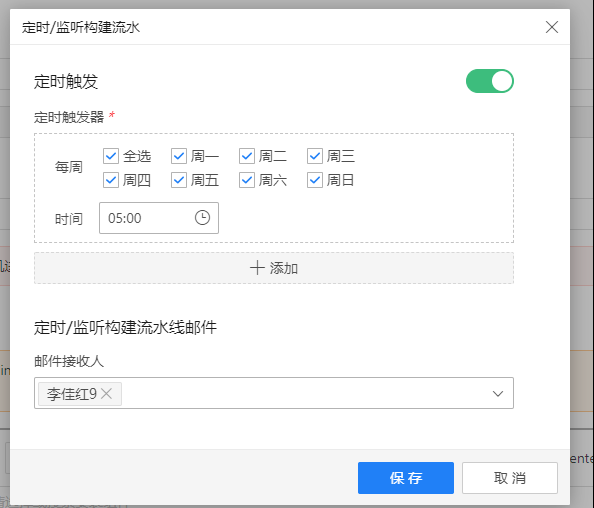 定时/监听构建流水
定时触发
定时触发器 *
每周 全选 周一 周二 周三
周四 周五 周六 周日
时间 05:00
添加
定时/监听构建流水线邮件
邮件接收人
李佳红9
保存 取消